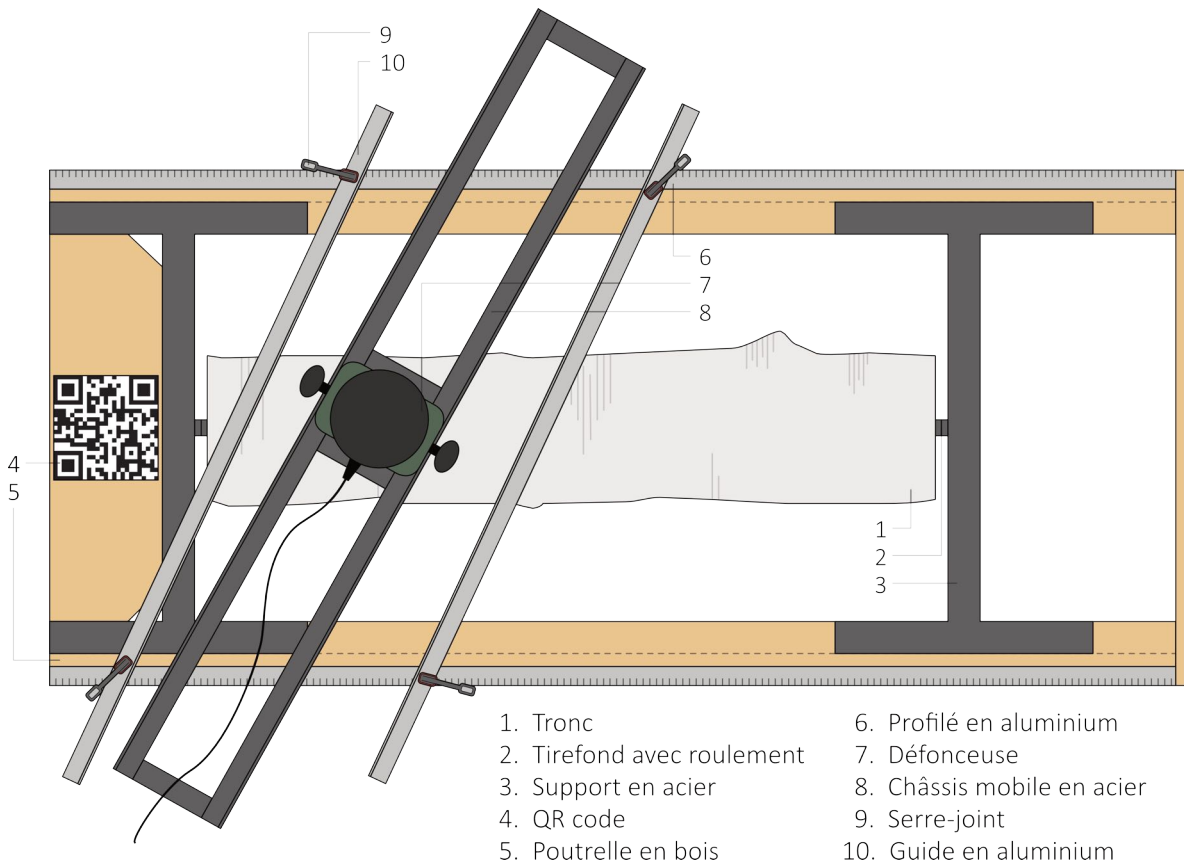 9
10
6
7
8
4
5
1
2
3
1. Tronc
2. Tirefond avec roulement
3. Support en acier
4. QR code
5. Poutrelle en bois
6. Profilé en aluminium
7. Défonceuse
8. Châssis mobile en acier
9. Serre-joint
10. Guide en aluminium